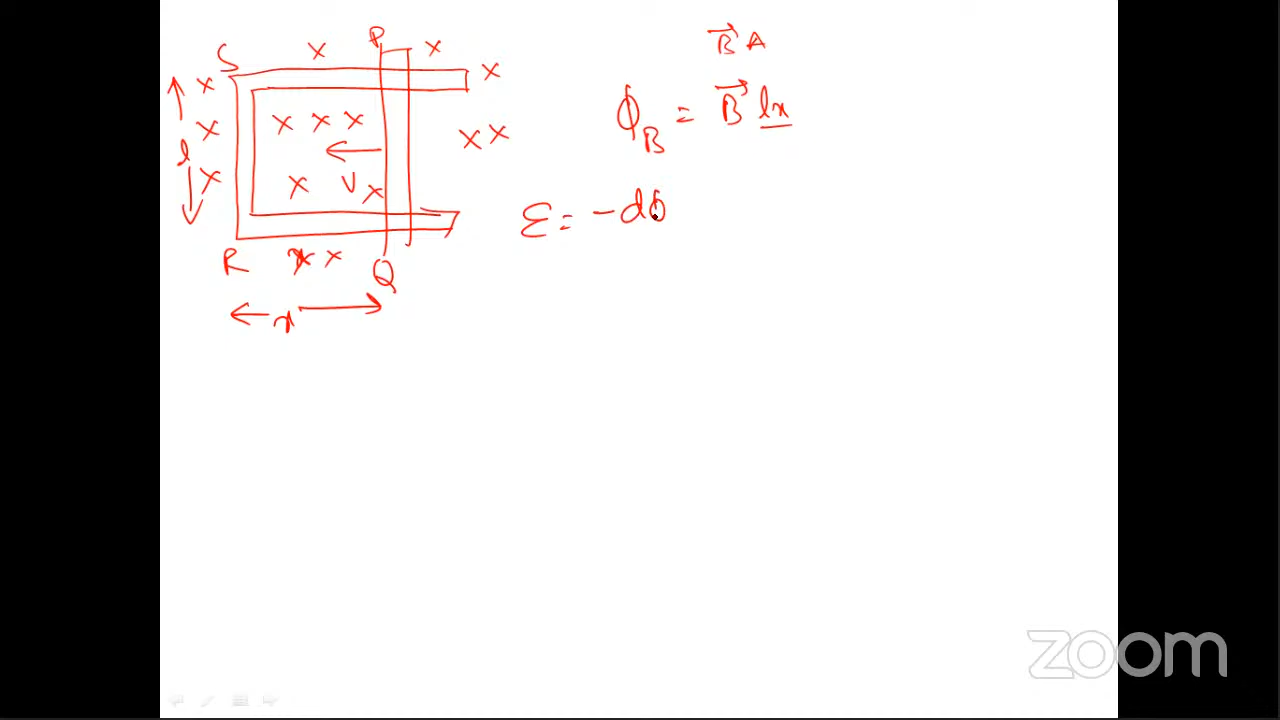 S x P x x
x
x x x x
l x x x
x x v x
R x x Q
x
B⃗ A
ϕ_B = B⃗ lx
ε = -dϕ
zoom